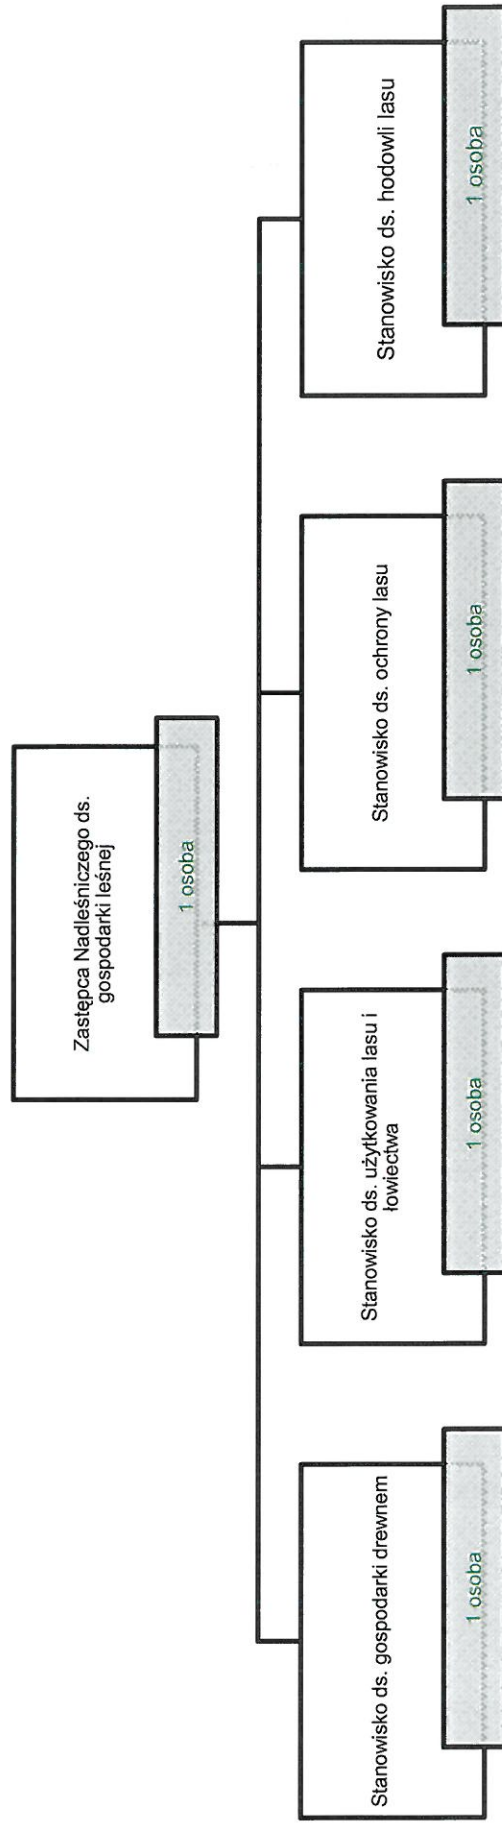 Zastępca Nadleśniczego ds.
gospodarki leśnej
1 osoba
Stanowisko ds. gospodarki drewnem
1 osoba
Stanowisko ds. użytkowania lasu i
łowiectwa
1 osoba
Stanowisko ds. ochrony lasu
1 osoba
Stanowisko ds. hodowli lasu
1 osoba